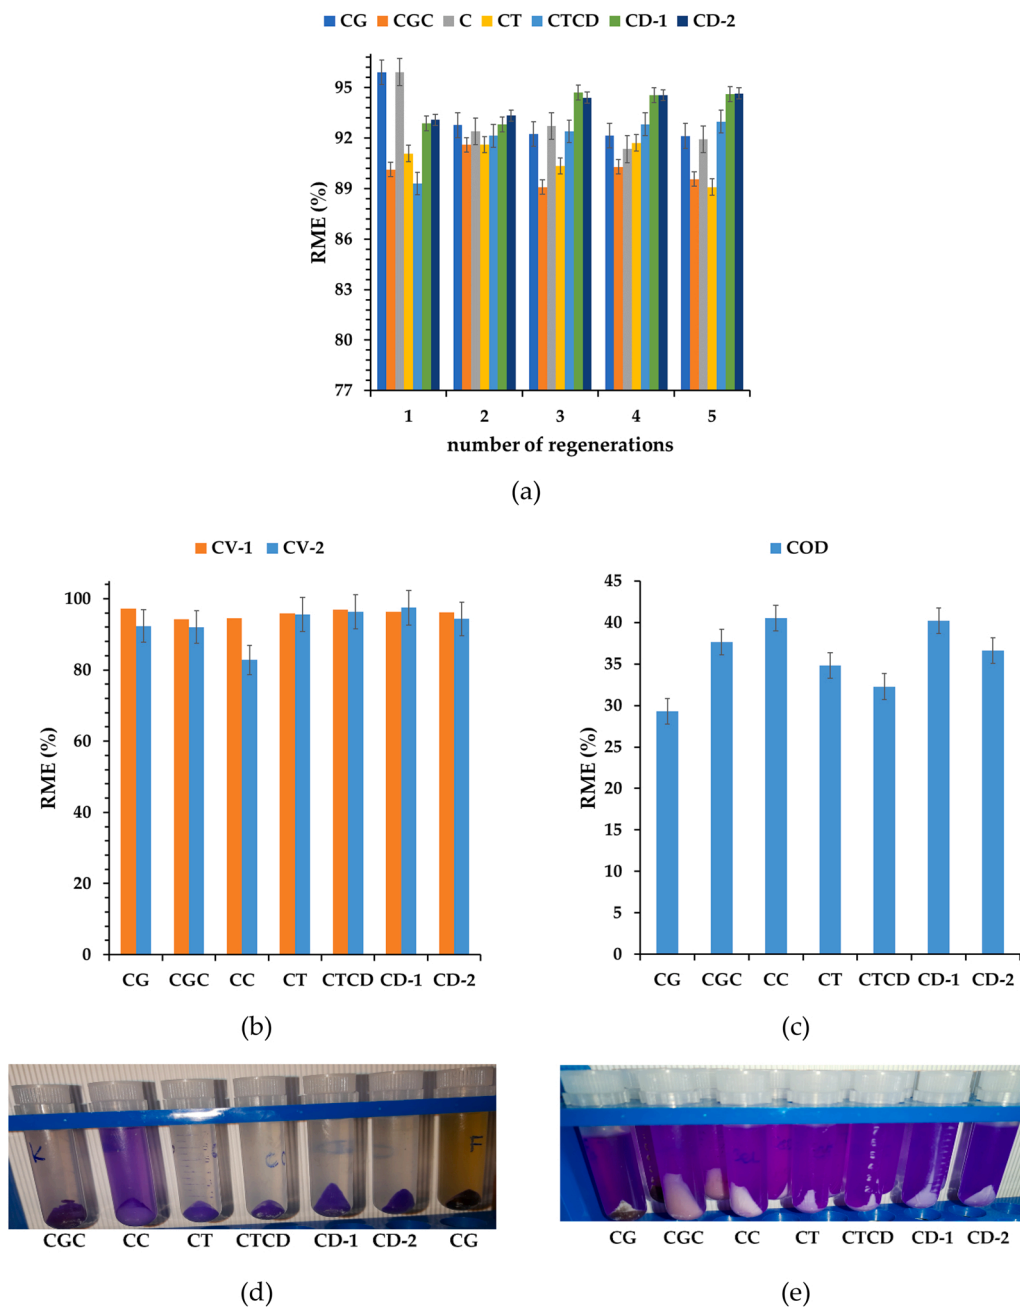 CG CGC C CT CTCD CD-1 CD-2
RME (%)
95
92
89
86
83
80
77
1 2 3 4 5
number of regenerations
(a)
CV-1 CV-2
RME (%)
100
80
60
40
20
0
CG CGC CC CT CTCD CD-1 CD-2
(b)
COD
RME (%)
45
40
35
30
25
20
15
10
5
0
CG CGC CC CT CTCD CD-1 CD-2
(c)
K
F
CGC CC CT CTCD CD-1 CD-2 CG
(d)
CG CGC CC CT CTCD CD-1 CD-2
(e)